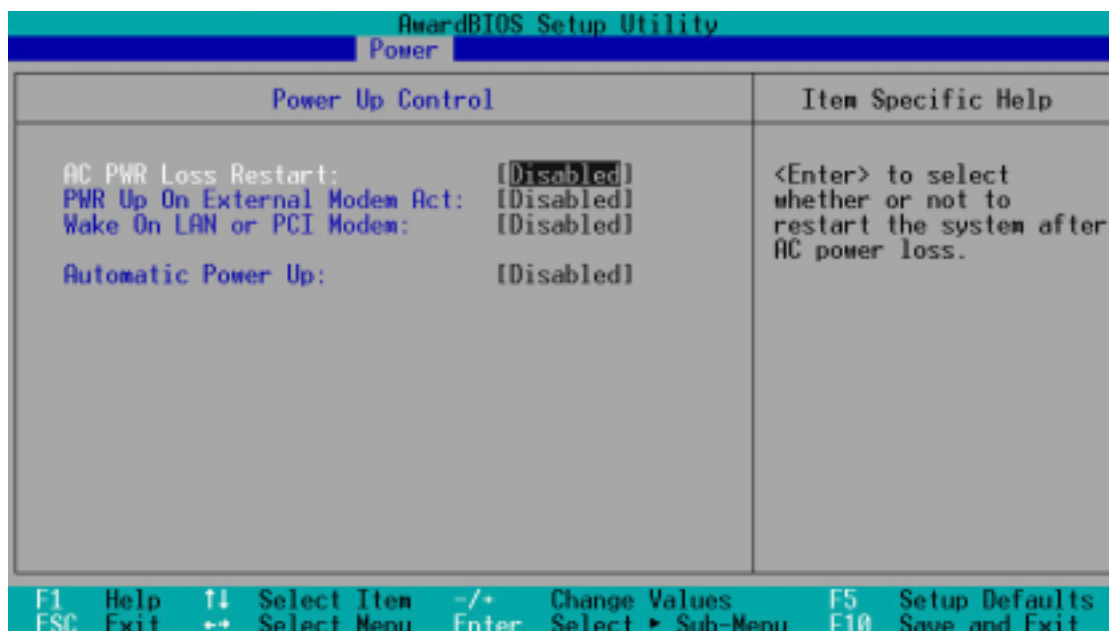 AwardBIOS Setup Utility
Power
Power Up Control
Item Specific Help
AC PWR Loss Restart: [Disabled]
PWR Up On External Modem Act: [Disabled]
Wake On LAN or PCI Modem: [Disabled]
Automatic Power Up: [Disabled]
<Enter> to select
whether or not to
restart the system after
AC power loss.
F1 Help ↑↓ Select Item -/+ Change Values F5 Setup Defaults
ESC Exit ←→ Select Menu Enter Select ► Sub-Menu F10 Save and Exit